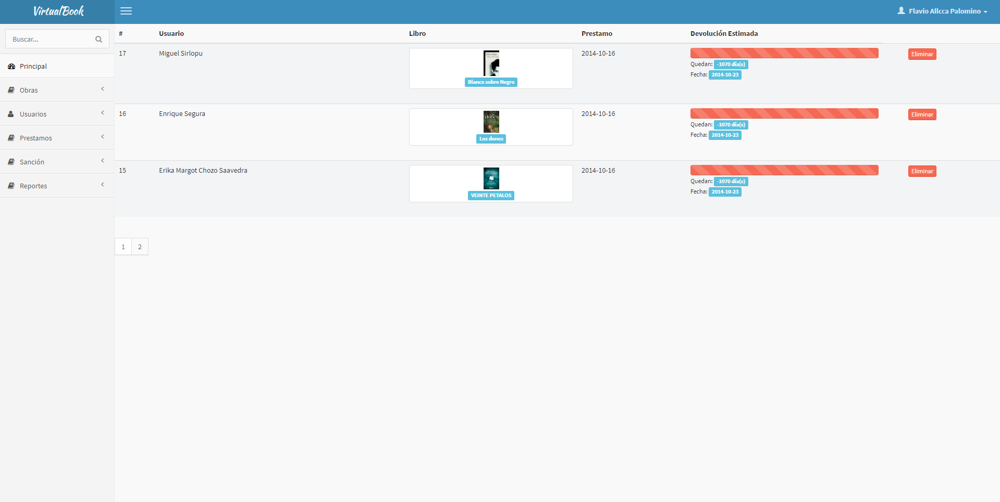 VirtualBook
Flavio Allcca Palomino
Buscar...
Principal
Obras
Usuarios
Prestamos
Sanción
Reportes
# Usuario Libro Prestamo Devolución Estimada
17 Miguel Sirlopu 2014-10-16 Eliminar
Blanco sobre Negro
Quedan: -1070 día(s)
Fecha: 2014-10-23
16 Enrique Segura 2014-10-16 Eliminar
Los dones
Quedan: -1070 día(s)
Fecha: 2014-10-23
15 Erika Margot Chozo Saavedra 2014-10-16 Eliminar
VEINTE PETALOS
Quedan: -1070 día(s)
Fecha: 2014-10-23
1 2